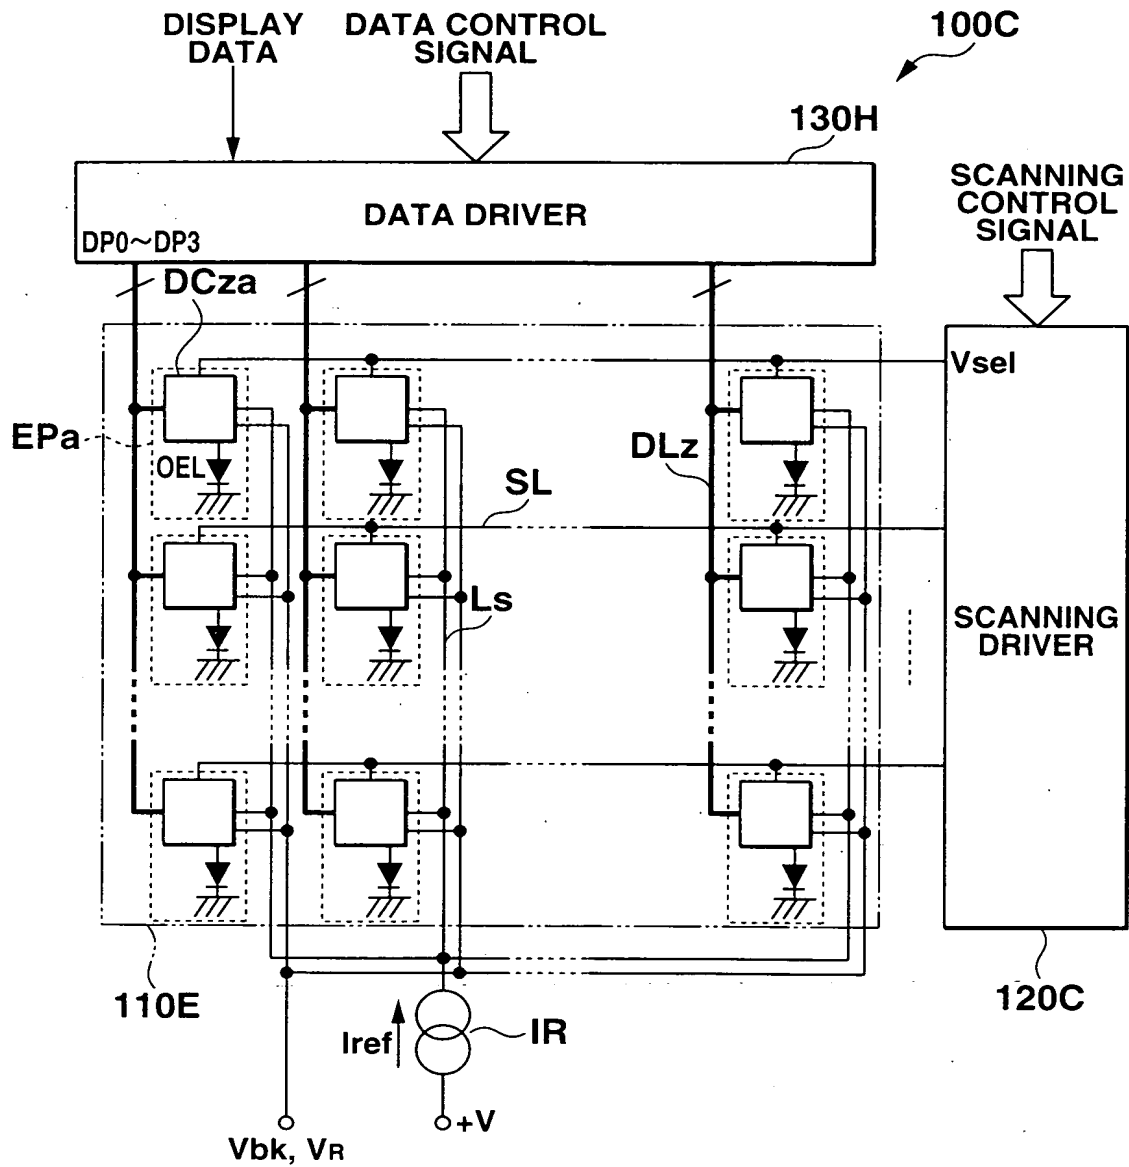 DISPLAY
DATA
DATA CONTROL
SIGNAL
100C
130H
DATA DRIVER
DP0~DP3
SCANNING
CONTROL
SIGNAL
DCza
Vsel
EPa
OEL
DLz
SL
Ls
SCANNING
DRIVER
110E
120C
Iref
IR
+V
Vbk, VR